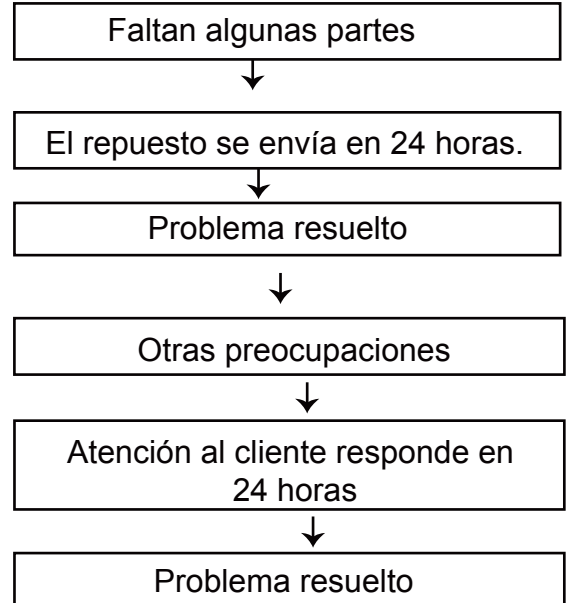 Faltan algunas partes
El repuesto se envía en 24 horas.
Problema resuelto
Otras preocupaciones
Atención al cliente responde en
24 horas
Problema resuelto